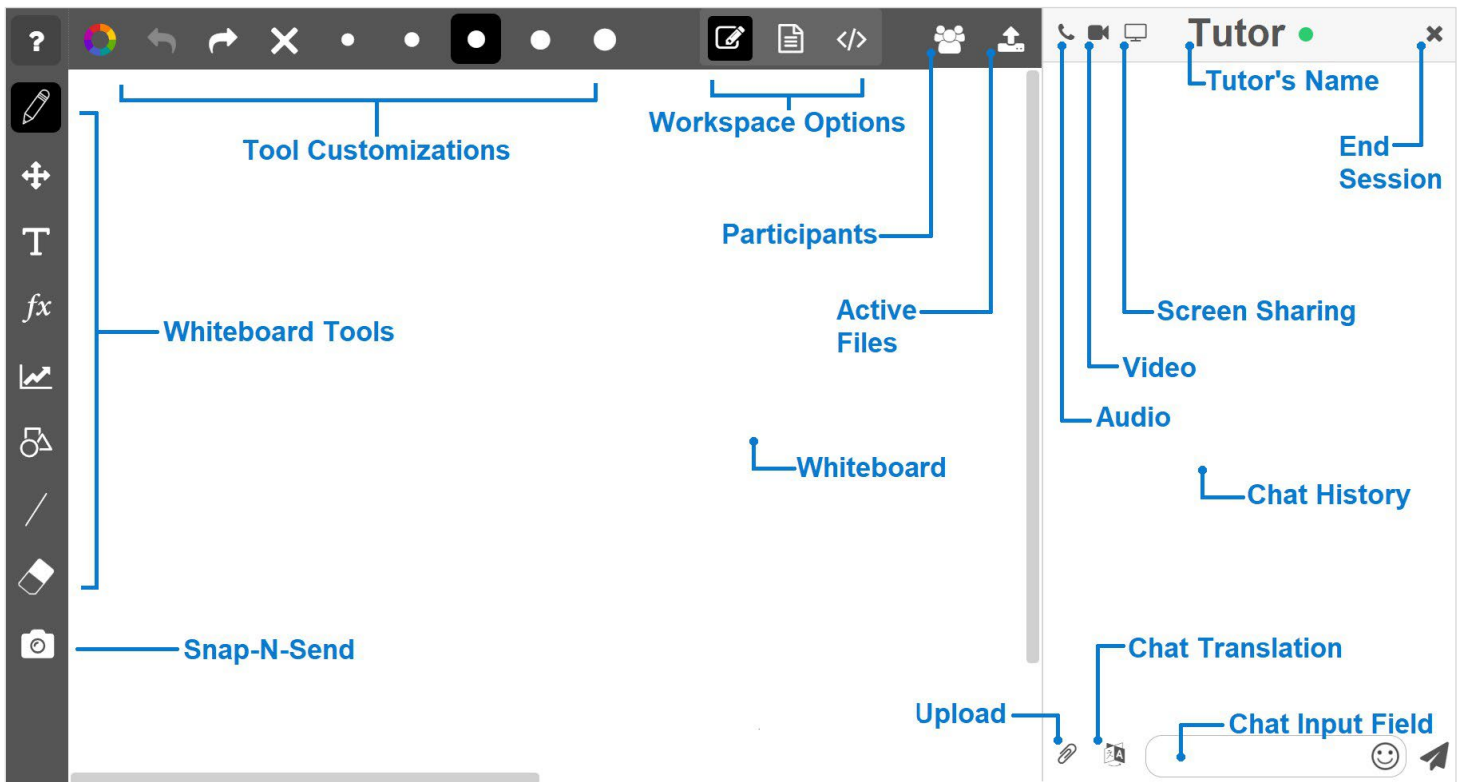 ?
</>
Tutor
Tutor's Name
Workspace Options
Tool Customizations
End
Session
T
Participants
fx
Active
Files
Screen Sharing
Whiteboard Tools
Video
Audio
Whiteboard
Chat History
Snap-N-Send
Chat Translation
Upload
Chat Input Field
A